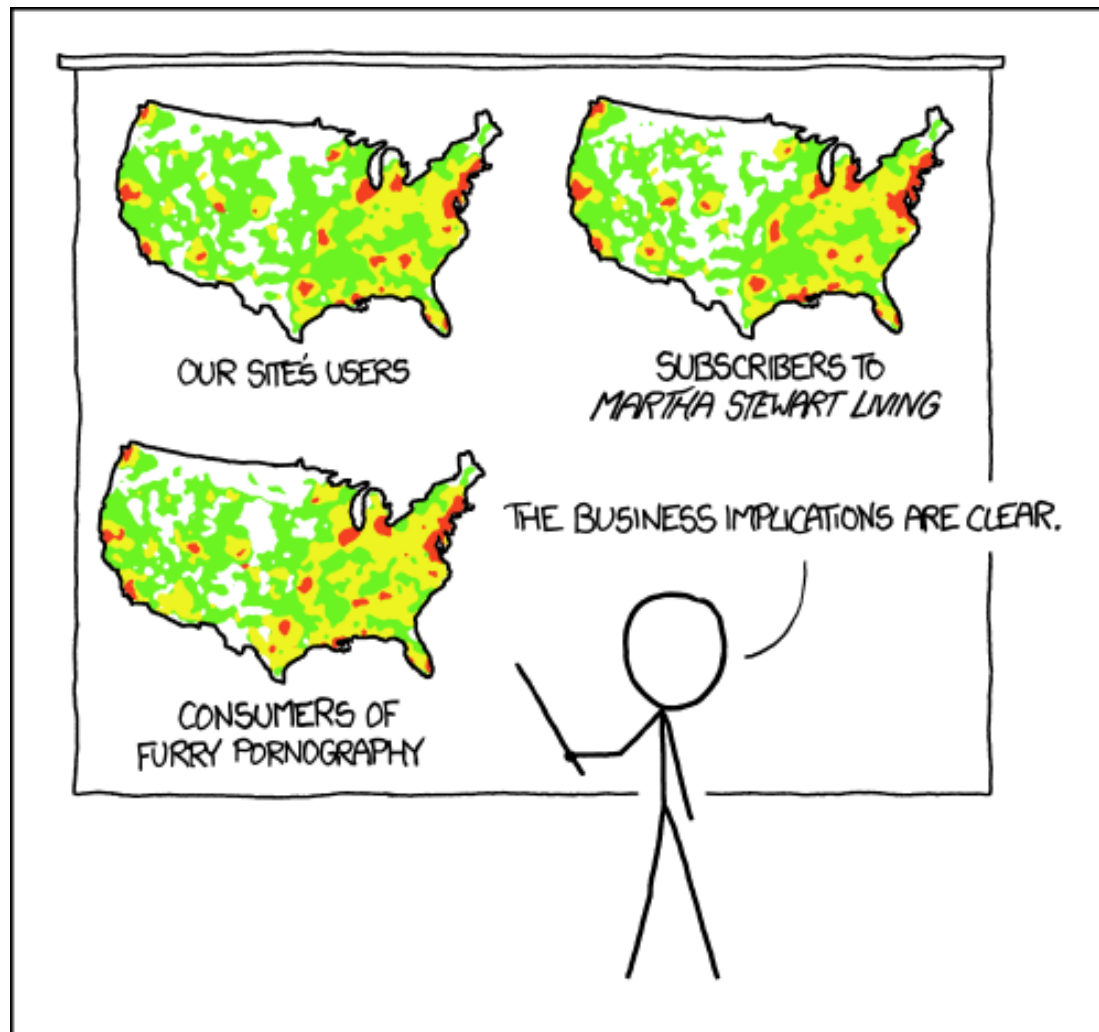 OUR SITE'S USERS
SUBSCRIBERS TO
MARTHA STEWART LIVING
CONSUMERS OF
FURRY PORNOGRAPHY
THE BUSINESS IMPLICATIONS ARE CLEAR.